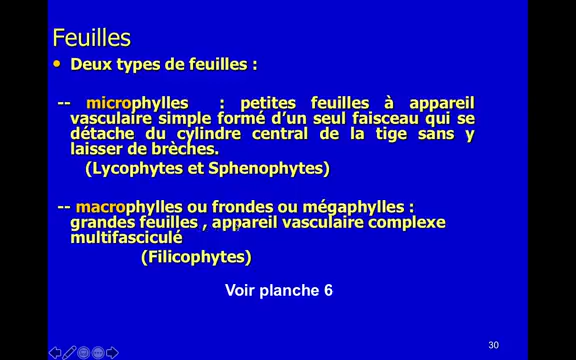 Feuilles
• Deux types de feuilles :
-- microphylles : petites feuilles à appareil
vasculaire simple formé d'un seul faisceau qui se
détache du cylindre central de la tige sans y
laisser de brèches.
(Lycophytes et Sphenophytes)
-- macrophylles ou frondes ou mégaphylles :
grandes feuilles , appareil vasculaire complexe
multifasciculé
(Filicophytes)
Voir planche 6
30